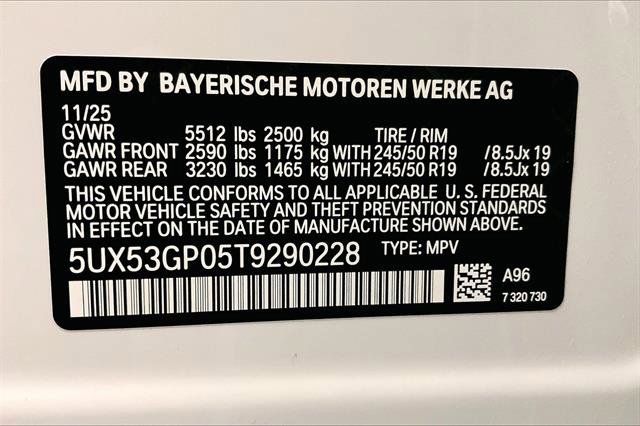 MFD BY BAYERISCHE MOTOREN WERKE AG
11/25
GVWR 5512 lbs 2500 kg TIRE / RIM
GAWR FRONT 2590 lbs 1175 kg WITH 245/50 R19 /8.5Jx 19
GAWR REAR 3230 lbs 1465 kg WITH 245/50 R19 /8.5Jx 19
THIS VEHICLE CONFORMS TO ALL APPLICABLE U.S. FEDERAL
MOTOR VEHICLE SAFETY AND THEFT PREVENTION STANDARDS
IN EFFECT ON THE DATE OF MANUFACTURE SHOWN ABOVE.
5UX53GP05T9290228 TYPE: MPV
A96
7 320 730